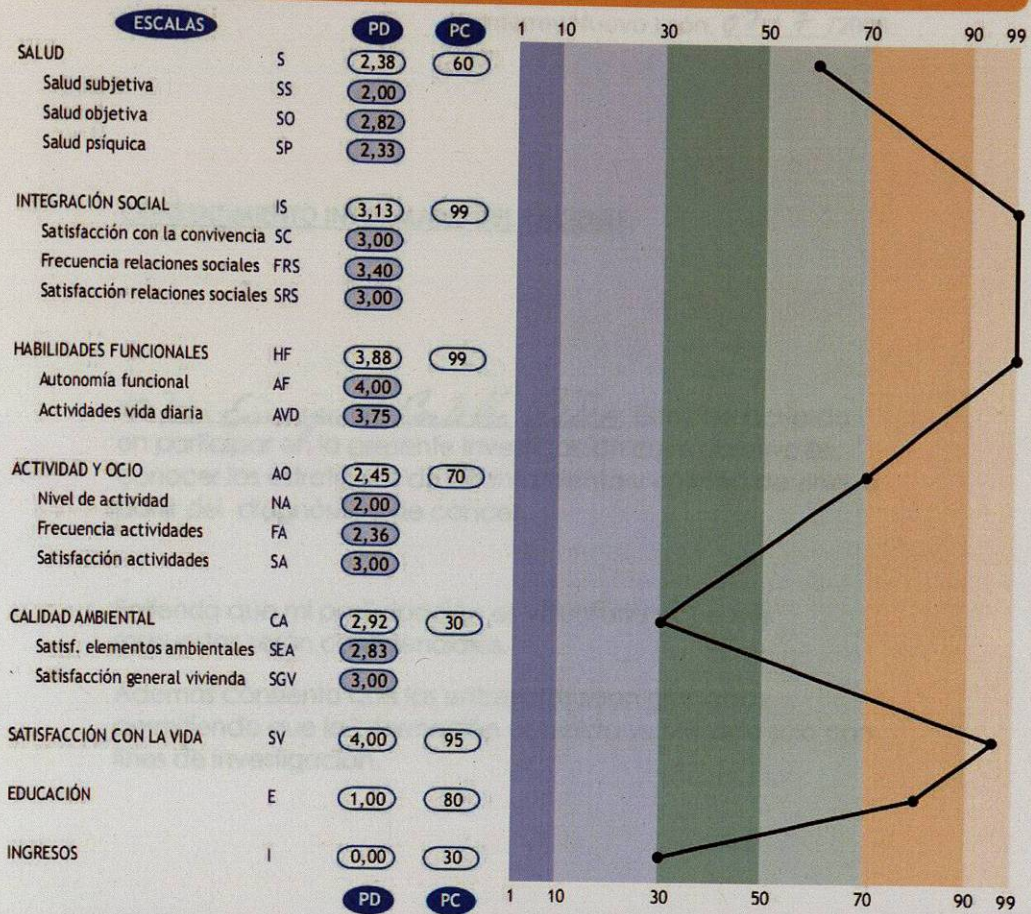 ESCALAS PD PC 1 10 30 50 70 90 99
SALUD S 2,38 60
Salud subjetiva SS 2,00
Salud objetiva SO 2,82
Salud psíquica SP 2,33
INTEGRACIÓN SOCIAL IS 3,13 99
Satisfacción con la convivencia SC 3,00
Frecuencia relaciones sociales FRS 3,40
Satisfacción relaciones sociales SRS 3,00
HABILIDADES FUNCIONALES HF 3,88 99
Autonomía funcional AF 4,00
Actividades vida diaria AVD 3,75
ACTIVIDAD Y OCIO AO 2,45 70
Nivel de actividad NA 2,00
Frecuencia actividades FA 2,36
Satisfacción actividades SA 3,00
CALIDAD AMBIENTAL CA 2,92 30
Satisf. elementos ambientales SEA 2,83
Satisfacción general vivienda SGV 3,00
SATISFACCIÓN CON LA VIDA SV 4,00 95
EDUCACIÓN E 1,00 80
INGRESOS I 0,00 30
PD PC 1 10 30 50 70 90 99